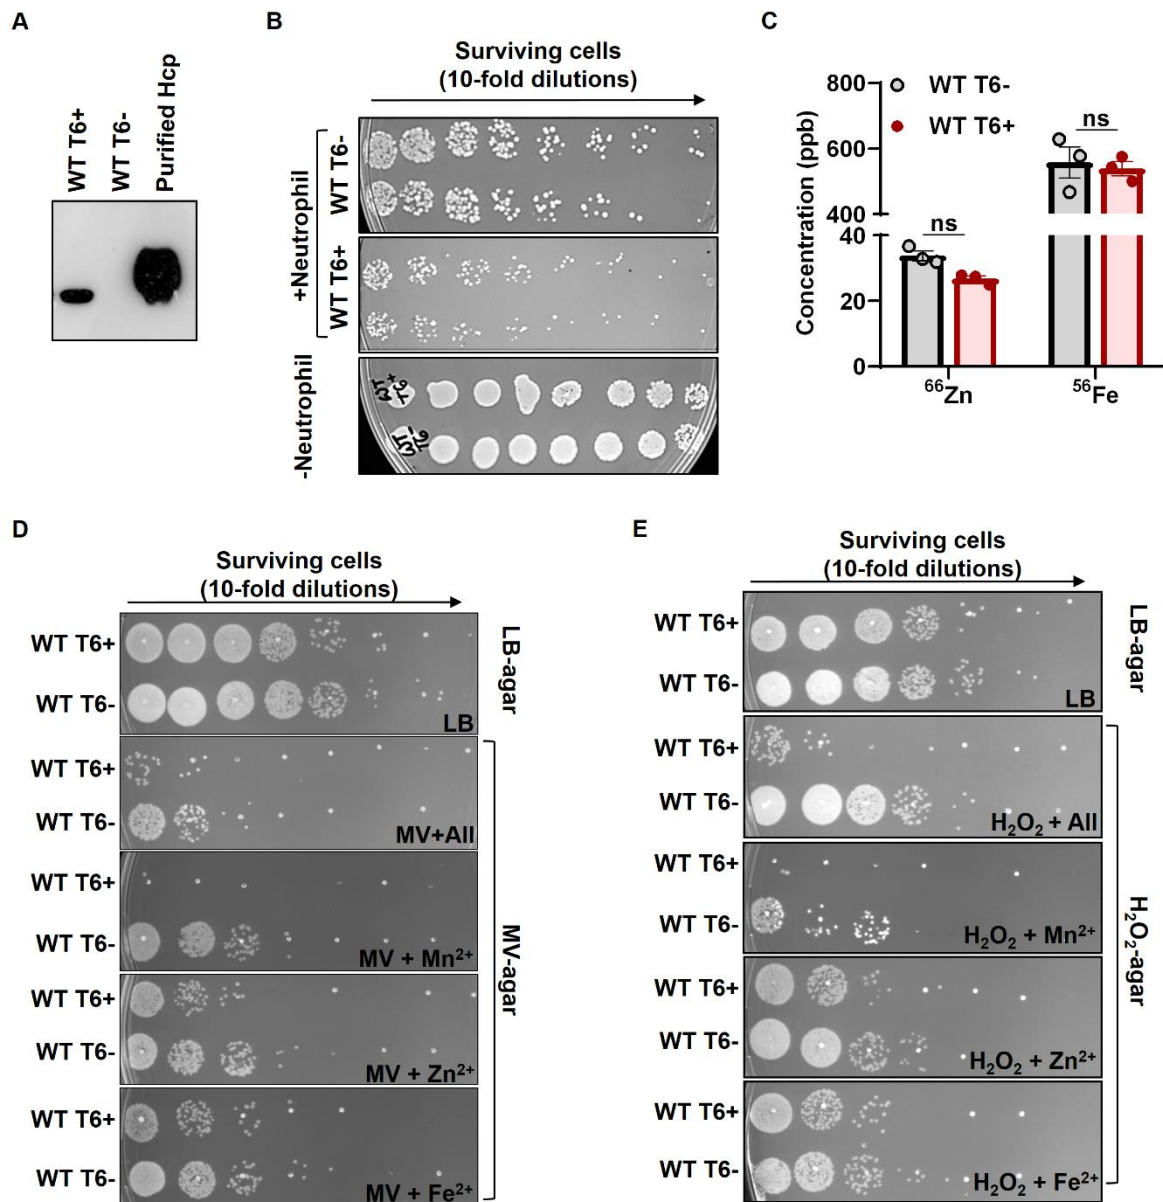 A
WT T6+
WT T6-
Purified Hcp
B
Surviving cells
(10-fold dilutions)
+Neutrophil
WT T6-
WT T6+
-Neutrophil
WT+
T6
WT-
T6
C
Concentration (ppb)
800
600
400
40
20
0
WT T6-
WT T6+
ns
ns
⁶⁶Zn
⁵⁶Fe
D
Surviving cells
(10-fold dilutions)
WT T6+
WT T6-
LB
LB-agar
WT T6+
WT T6-
MV+All
WT T6+
WT T6-
MV + Mn²⁺
WT T6+
WT T6-
MV + Zn²⁺
WT T6+
WT T6-
MV + Fe²⁺
MV-agar
E
Surviving cells
(10-fold dilutions)
WT T6+
WT T6-
LB
LB-agar
WT T6+
WT T6-
H₂O₂ + All
WT T6+
WT T6-
H₂O₂ + Mn²⁺
WT T6+
WT T6-
H₂O₂ + Zn²⁺
WT T6+
WT T6-
H₂O₂ + Fe²⁺
H₂O₂-agar